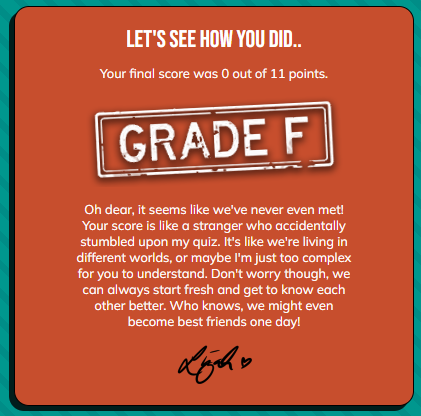 LET'S SEE HOW YOU DID..
Your final score was 0 out of 11 points.
GRADE F
Oh dear, it seems like we've never even met!
Your score is like a stranger who accidentally
stumbled upon my quiz. It's like we're living in
different worlds, or maybe I'm just too complex
for you to understand. Don't worry though, we
can always start fresh and get to know each
other better. Who knows, we might even
become best friends one day!